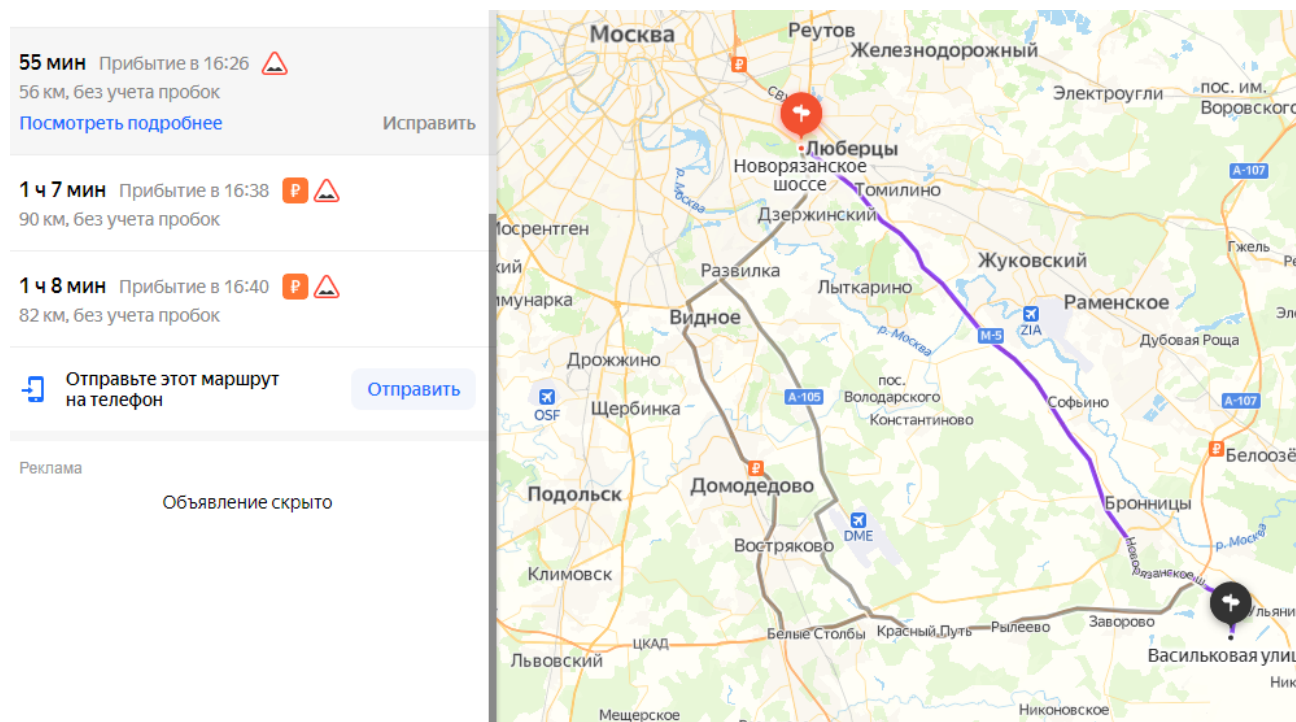 55 мин Прибытие в 16:26
56 км, без учета пробок
Посмотреть подробнее Исправить
1 ч 7 мин Прибытие в 16:38 ₽
90 км, без учета пробок
1 ч 8 мин Прибытие в 16:40 ₽
82 км, без учета пробок
Отправьте этот маршрут
на телефон
Отправить
Реклама
Объявление скрыто
Москва
Реутов
Железнодорожный
₽
Электроугли
пос. им.
Воровского
Люберцы
Новорязанское
шоссе
Томилино
А-107
р. Москва
Дзержинский
Мосрентген
Гжель
Жуковский
Развилка
Лыткарино
Раменское
ZIA
Видное
М-5
р. Москва
Дубовая Роща
Дрожжино
пос.
Володарского
А-105
OSF
Щербинка
Константиново
Софьино
А-107
₽
Белоозё
₽
Домодедово
Подольск
Бронницы
DME
Востряково
р. Москва
Климовск
Новорязанское ш.
Ульяни
Заворово
Белые Столбы
Красный Путь
Рылеево
ЦКАД
Львовский
Васильковая улиц
Ник
Мещерское
Никоновское